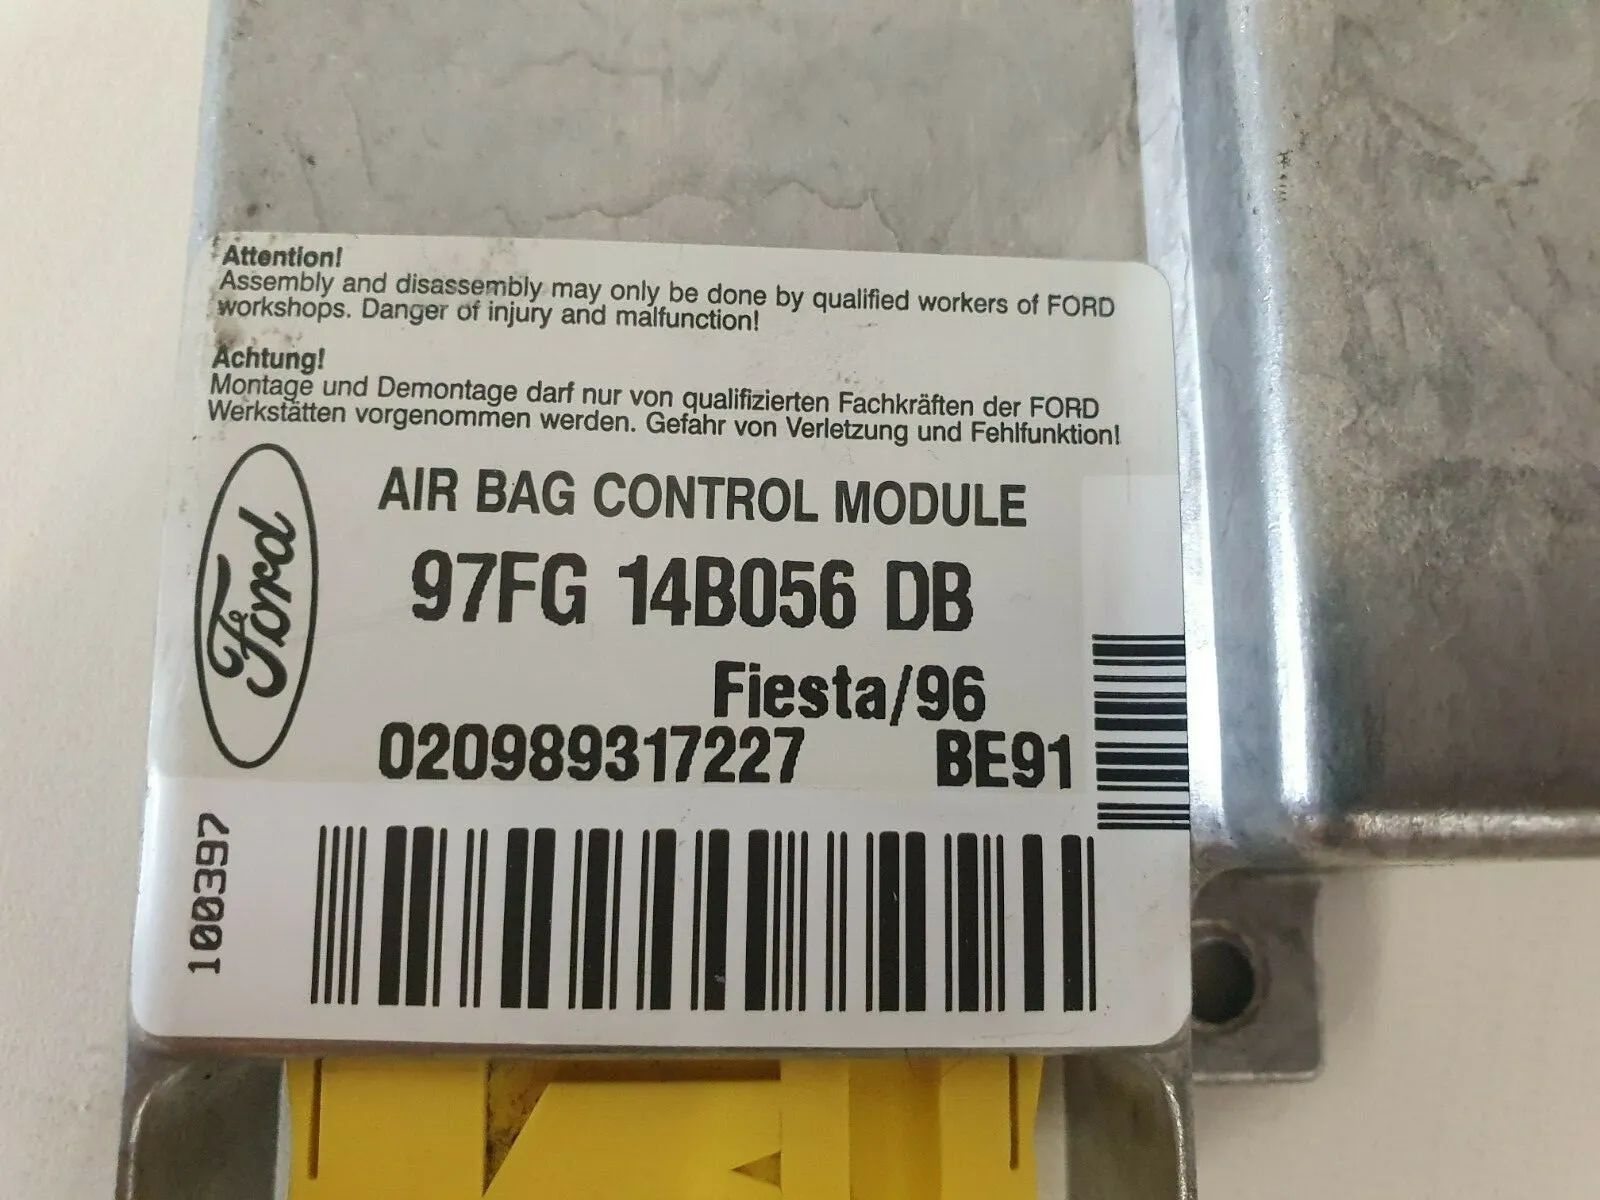 Attention!
Assembly and disassembly may only be done by qualified workers of FORD
workshops. Danger of injury and malfunction!
Achtung!
Montage und Demontage darf nur von qualifizierten Fachkräften der FORD
Werkstätten vorgenommen werden. Gefahr von Verletzung und Fehlfunktion!
Ford
AIR BAG CONTROL MODULE
97FG 14B056 DB
Fiesta/96
020989317227 BE91
100397